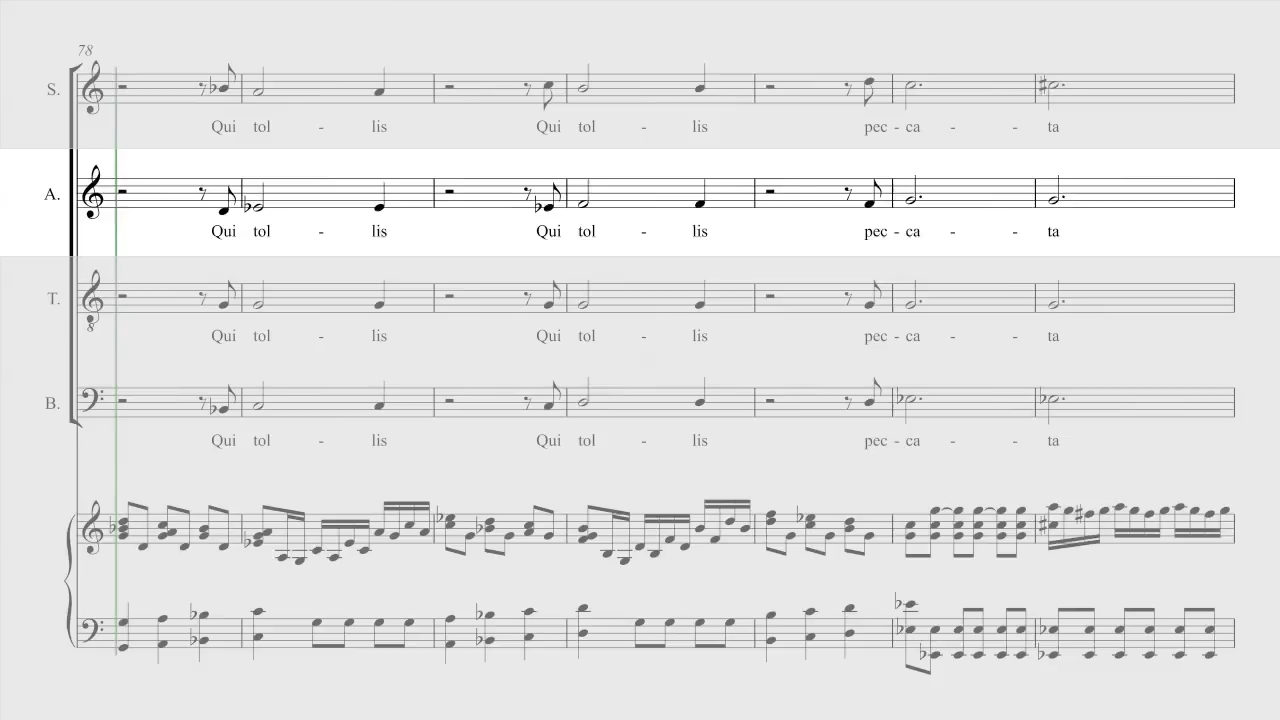 78
S.
Qui tol - lis Qui tol - lis pec - ca - - ta
A.
Qui tol - lis Qui tol - lis pec - ca - - ta
T.
8
Qui tol - lis Qui tol - lis pec - ca - - ta
B.
Qui tol - lis Qui tol - lis pec - ca - - ta